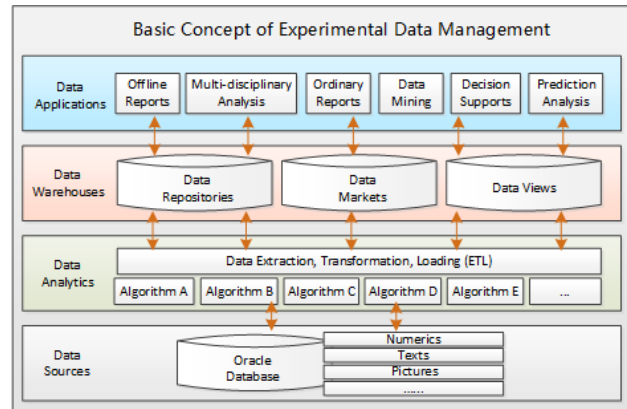 Basic Concept of Experimental Data Management
Data
Applications
Offline
Reports
Multi-disciplinary
Analysis
Ordinary
Reports
Data
Mining
Decision
Supports
Prediction
Analysis
Data
Warehouses
Data
Repositories
Data
Markets
Data Views
Data
Analytics
Data Extraction, Transformation, Loading (ETL)
Algorithm A
Algorithm B
Algorithm C
Algorithm D
Algorithm E
...
Data
Sources
Oracle
Database
Numerics
Texts
Pictures
......